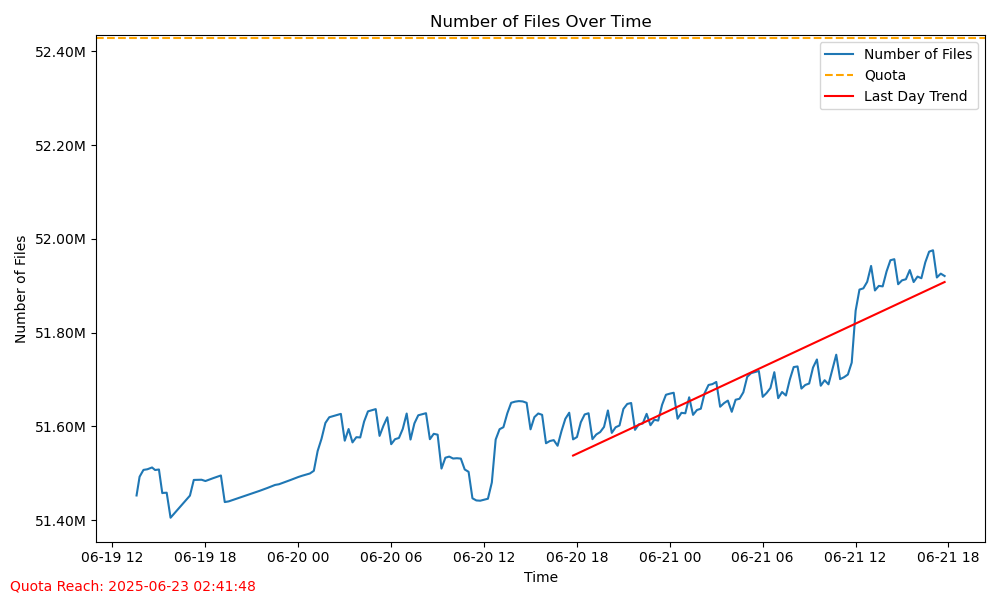 Number of Files Over Time
52.40M
52.20M
52.00M
51.80M
51.60M
51.40M
Number of Files
Number of Files
Quota
Last Day Trend
06-19 12 06-19 18 06-20 00 06-20 06 06-20 12 06-20 18 06-21 00 06-21 06 06-21 12 06-21 18
Time
Quota Reach: 2025-06-23 02:41:48